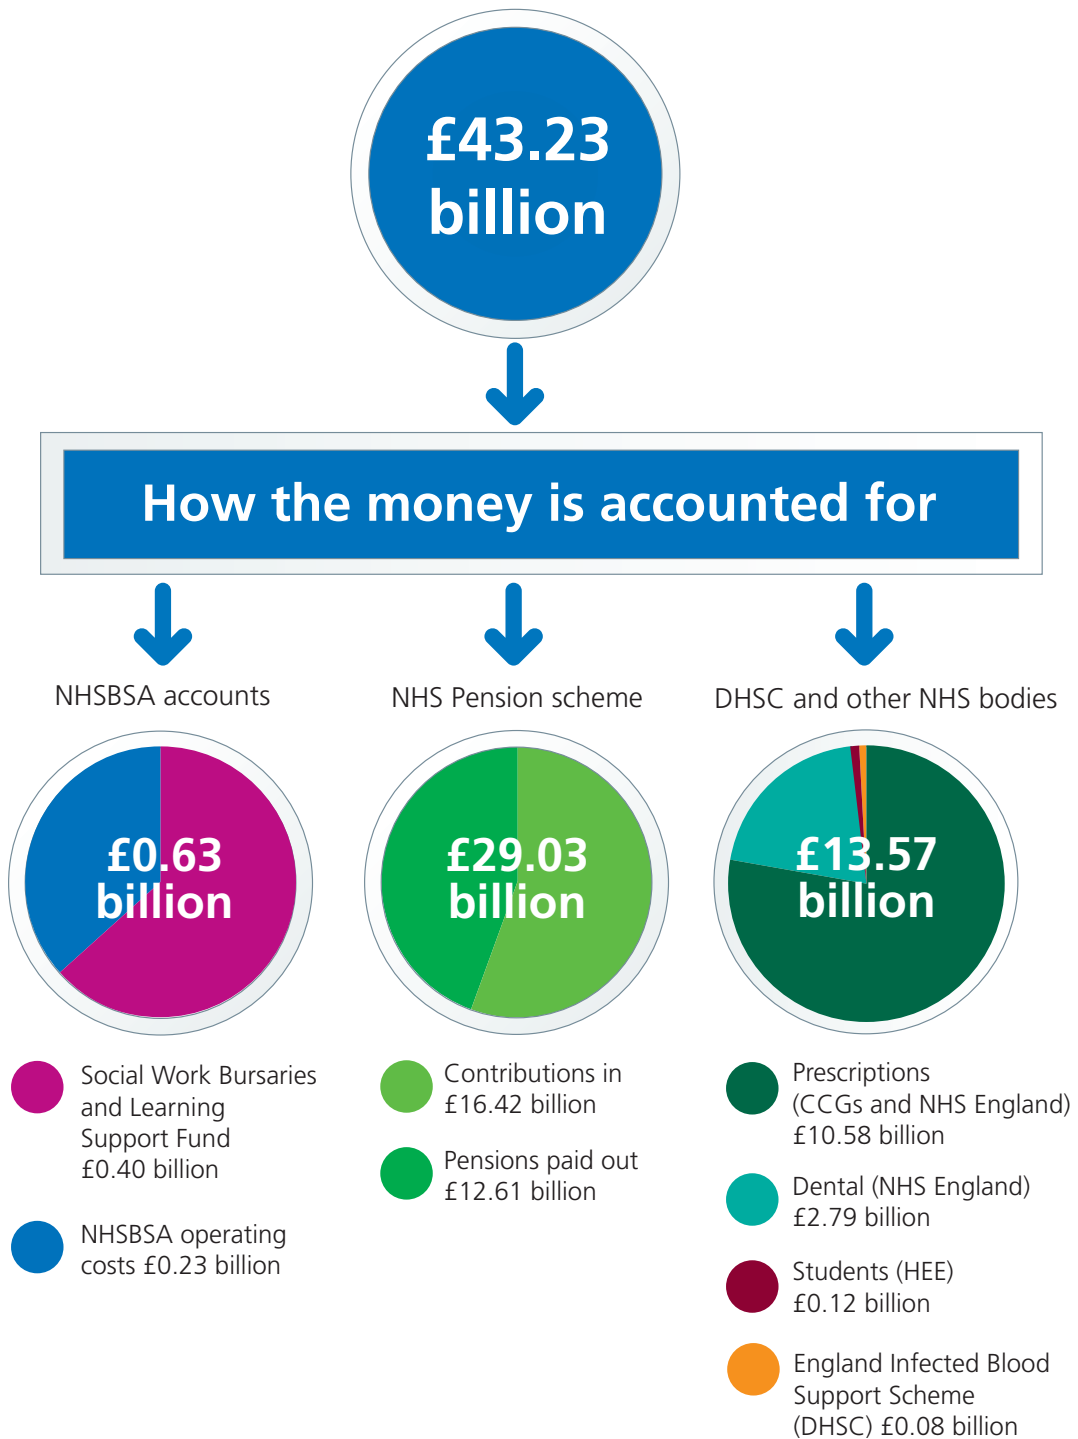 £43.23
billion
How the money is accounted for
NHSBSA accounts
£0.63
billion
Social Work Bursaries
and Learning
Support Fund
£0.40 billion
NHSBSA operating
costs £0.23 billion
NHS Pension scheme
£29.03
billion
Contributions in
£16.42 billion
Pensions paid out
£12.61 billion
DHSC and other NHS bodies
£13.57
billion
Prescriptions
(CCGs and NHS England)
£10.58 billion
Dental (NHS England)
£2.79 billion
Students (HEE)
£0.12 billion
England Infected Blood
Support Scheme
(DHSC) £0.08 billion